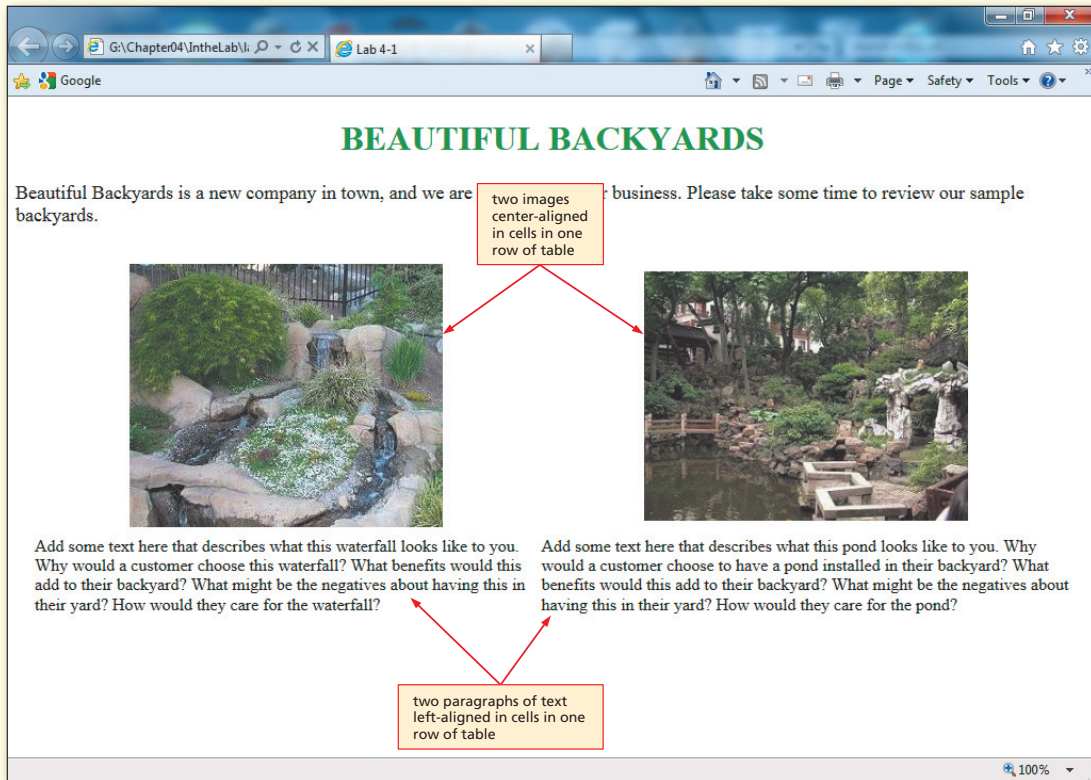 G:\Chapter04\IntheLab\
Lab 4-1
Google
Page
Safety
Tools
BEAUTIFUL BACKYARDS
Beautiful Backyards is a new company in town, and we are
business. Please take some time to review our sample
backyards.
two images
center-aligned
in cells in one
row of table
Add some text here that describes what this waterfall looks like to you.
Why would a customer choose this waterfall? What benefits would this
add to their backyard? What might be the negatives about having this in
their yard? How would they care for the waterfall?
Add some text here that describes what this pond looks like to you. Why
would a customer choose to have a pond installed in their backyard? What
benefits would this add to their backyard? What might be the negatives about
having this in their yard? How would they care for the pond?
two paragraphs of text
left-aligned in cells in one
row of table
100%